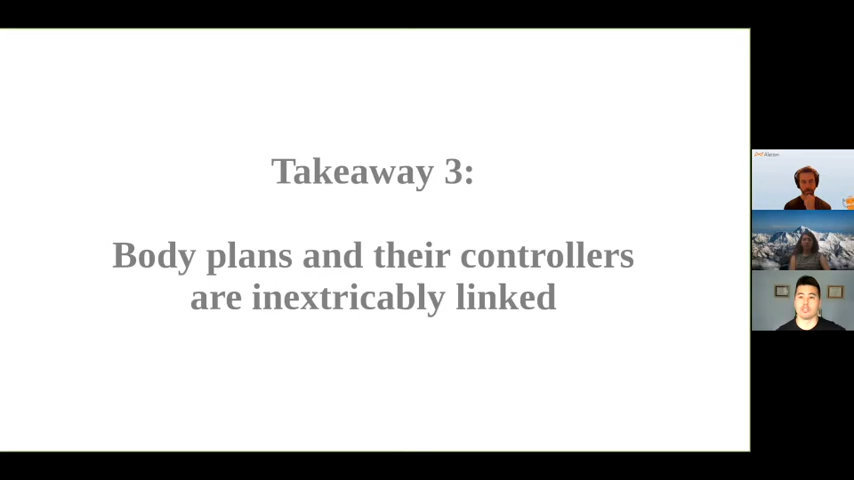 Takeaway 3:
Body plans and their controllers
are inextricably linked